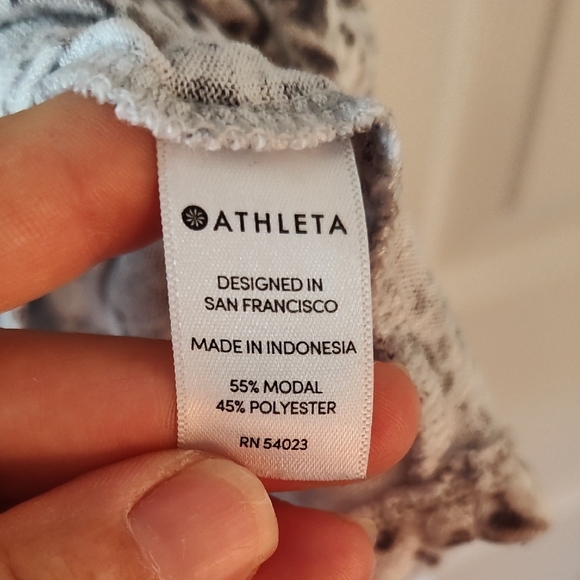 ATHLETA
DESIGNED IN
SAN FRANCISCO
MADE IN INDONESIA
55% MODAL
45% POLYESTER
RN 54023